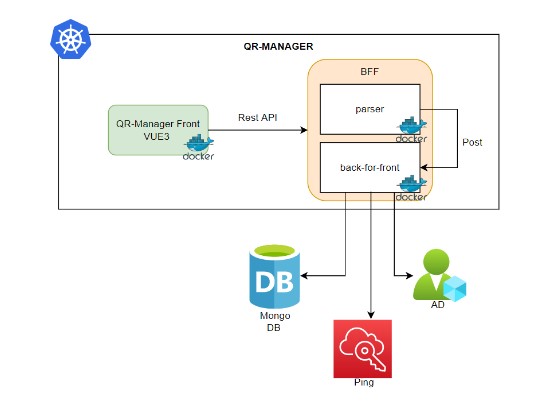 QR-MANAGER
BFF
parser
docker
QR-Manager Front
VUE3
docker
Rest API
Post
back-for-front
docker
DB
Mongo
DB
AD
Ping